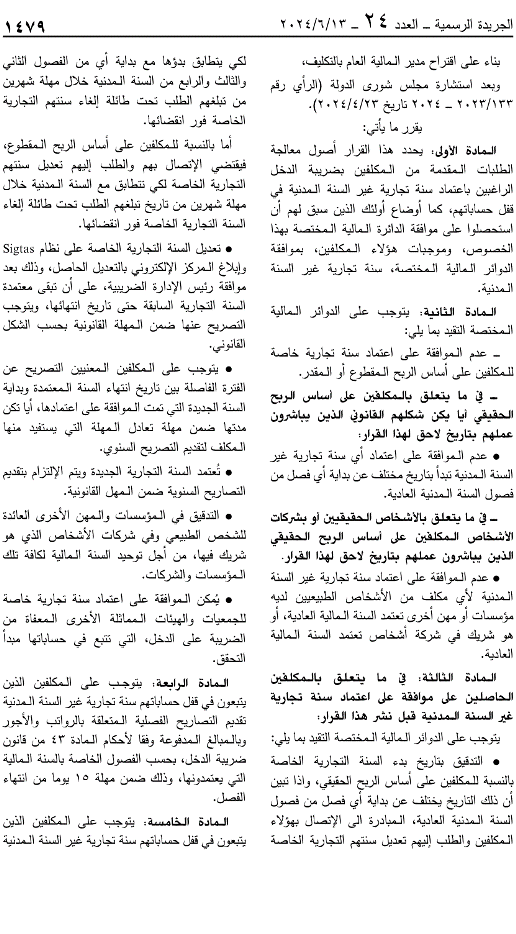 الجريدة الرسمية ــ العدد ٢٤ ــ ٢٠٢٤/٦/١٣
١٤٧٩
بناء على اقتراح مدير المالية العام بالتكليف،
وبعد استشارة مجلس شورى الدولة (الرأي رقم
٢٠٢٣/١٣٣ ــ ٢٠٢٤ تاريخ ٢٠٢٤/٤/٢٣).
يقرر ما يأتي:
المادة الأولى: يحدد هذا القرار أصول معالجة
الطلبات المقدمة من المكلفين بضريبة الدخل
الراغبين باعتماد سنة تجارية غير السنة المدنية في
قفل حساباتهم، كما أوضاع أولئك الذين سبق لهم أن
استحصلوا على موافقة الدائرة المالية المختصة بهذا
الخصوص، وموجبات هؤلاء المكلفين، بموافقة
الدوائر المالية المختصة، سنة تجارية غير السنة
المدنية.
المادة الثانية: يتوجب على الدوائر المالية
المختصة التقيد بما يلي:
ــ عدم الموافقة على اعتماد سنة تجارية خاصة
للمكلفين على أساس الربح المقطوع أو المقدر.
ــ في ما يتعلق بالمكلفين على أساس الربح
الحقيقي أيا يكن شكلهم القانوني الذين يباشرون
عملهم بتاريخ لاحق لهذا القرار:
● عدم الموافقة على اعتماد أي سنة تجارية غير
السنة المدنية تبدأ بتاريخ مختلف عن بداية أي فصل من
فصول السنة المدنية العادية.
ــ في ما يتعلق بالأشخاص الحقيقيين أو بشركات
الأشخاص المكلفين على أساس الربح الحقيقي
الذين يباشرون عملهم بتاريخ لاحق لهذا القرار.
● عدم الموافقة على اعتماد سنة تجارية غير السنة
المدنية لأي مكلف من الأشخاص الطبيعيين لديه
مؤسسات أو مهن أخرى تعتمد السنة المالية العادية، أو
هو شريك في شركة أشخاص تعتمد السنة المالية
العادية.
المادة الثالثة: في ما يتعلق بالمكلفين
الحاصلين على موافقة على اعتماد سنة تجارية
غير السنة المدنية قبل نشر هذا القرار:
يتوجب على الدوائر المالية المختصة التقيد بما يلي:
● التدقيق بتاريخ بدء السنة التجارية الخاصة
بالنسبة للمكلفين على أساس الربح الحقيقي، واذا تبين
أن ذلك التاريخ يختلف عن بداية أي فصل من فصول
السنة المدنية العادية، المبادرة الى الإتصال بهؤلاء
المكلفين والطلب إليهم تعديل سنتهم التجارية الخاصة
لكي يتطابق بدؤها مع بداية أي من الفصول الثاني
والثالث والرابع من السنة المدنية خلال مهلة شهرين
من تبلغهم الطلب تحت طائلة إلغاء سنتهم التجارية
الخاصة فور انقضائها.
أما بالنسبة للمكلفين على أساس الربح المقطوع،
فيقتضي الإتصال بهم والطلب إليهم تعديل سنتهم
التجارية الخاصة لكي تتطابق مع السنة المدنية خلال
مهلة شهرين من تاريخ تبلغهم الطلب تحت طائلة إلغاء
السنة التجارية الخاصة فور انقضائها.
● تعديل السنة التجارية الخاصة على نظام Sigtas
وإبلاغ المركز الإلكتروني بالتعديل الحاصل، وذلك بعد
موافقة رئيس الإدارة الضريبية، على أن تبقى معتمدة
السنة التجارية السابقة حتى تاريخ انتهائها، ويتوجب
التصريح عنها ضمن المهلة القانونية بحسب الشكل
القانوني.
● يتوجب على المكلفين المعنيين التصريح عن
الفترة الفاصلة بين تاريخ انتهاء السنة المعتمدة وبداية
السنة الجديدة التي تمت الموافقة على اعتمادها، أيا تكن
مدتها ضمن مهلة تعادل المهلة التي يستفيد منها
المكلف لتقديم التصريح السنوي.
● تُعتمد السنة التجارية الجديدة ويتم الإلتزام بتقديم
التصاريح السنوية ضمن المهل القانونية.
● التدقيق في المؤسسات والمهن الأخرى العائدة
للشخص الطبيعي وفي شركات الأشخاص الذي هو
شريك فيها، من أجل توحيد السنة المالية لكافة تلك
المؤسسات والشركات.
● يُمكن الموافقة على اعتماد سنة تجارية خاصة
للجمعيات والهيئات المماثلة الأخرى المعفاة من
الضريبة على الدخل، التي تتبع في حساباتها مبدأ
التحقق.
المادة الرابعة: يتوجب على المكلفين الذين
يتبعون في قفل حساباتهم سنة تجارية غير السنة المدنية
تقديم التصاريح الفصلية المتعلقة بالرواتب والأجور
وبالمبالغ المدفوعة وفقا لأحكام المادة ٤٣ من قانون
ضريبة الدخل، بحسب الفصول الخاصة بالسنة المالية
التي يعتمدونها، وذلك ضمن مهلة ١٥ يوما من انتهاء
الفصل.
المادة الخامسة: يتوجب على المكلفين الذين
يتبعون في قفل حساباتهم سنة تجارية غير السنة المدنية